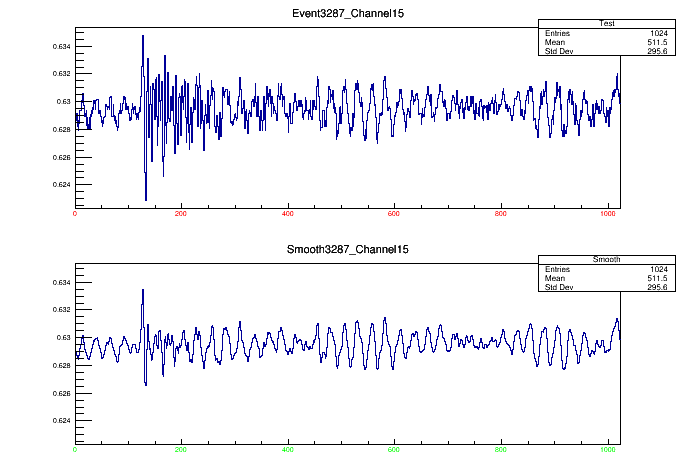 Event3287_Channel15
Test
Entries 1024
Mean 511.5
Std Dev 295.6
0.634
0.632
0.63
0.628
0.626
0.624
0 200 400 600 800 1000
Smooth3287_Channel15
Smooth
Entries 1024
Mean 511.5
Std Dev 295.6
0.634
0.632
0.63
0.628
0.626
0.624
0 200 400 600 800 1000